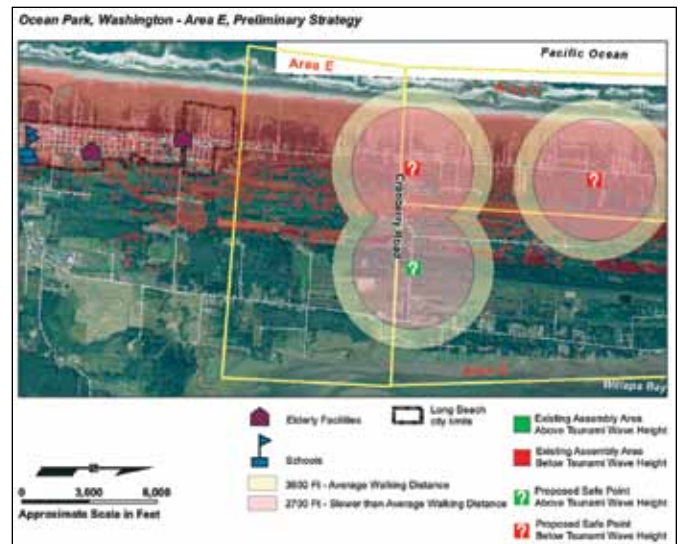 Ocean Park, Washington - Area E, Preliminary Strategy
Pacific Ocean
Area E
Cranberry Road
Willapa Bay
Elderly Facilities
Long Beach
city limits
Schools
3600 Ft - Average Walking Distance
2700 Ft - Slower than Average Walking Distance
Existing Assembly Area
Above Tsunami Wave Height
Existing Assembly Area
Below Tsunami Wave Height
? Proposed Safe Point
Above Tsunami Wave Height
? Proposed Safe Point
Below Tsunami Wave Height
0 3,000 6,000
Approximate Scale in Feet